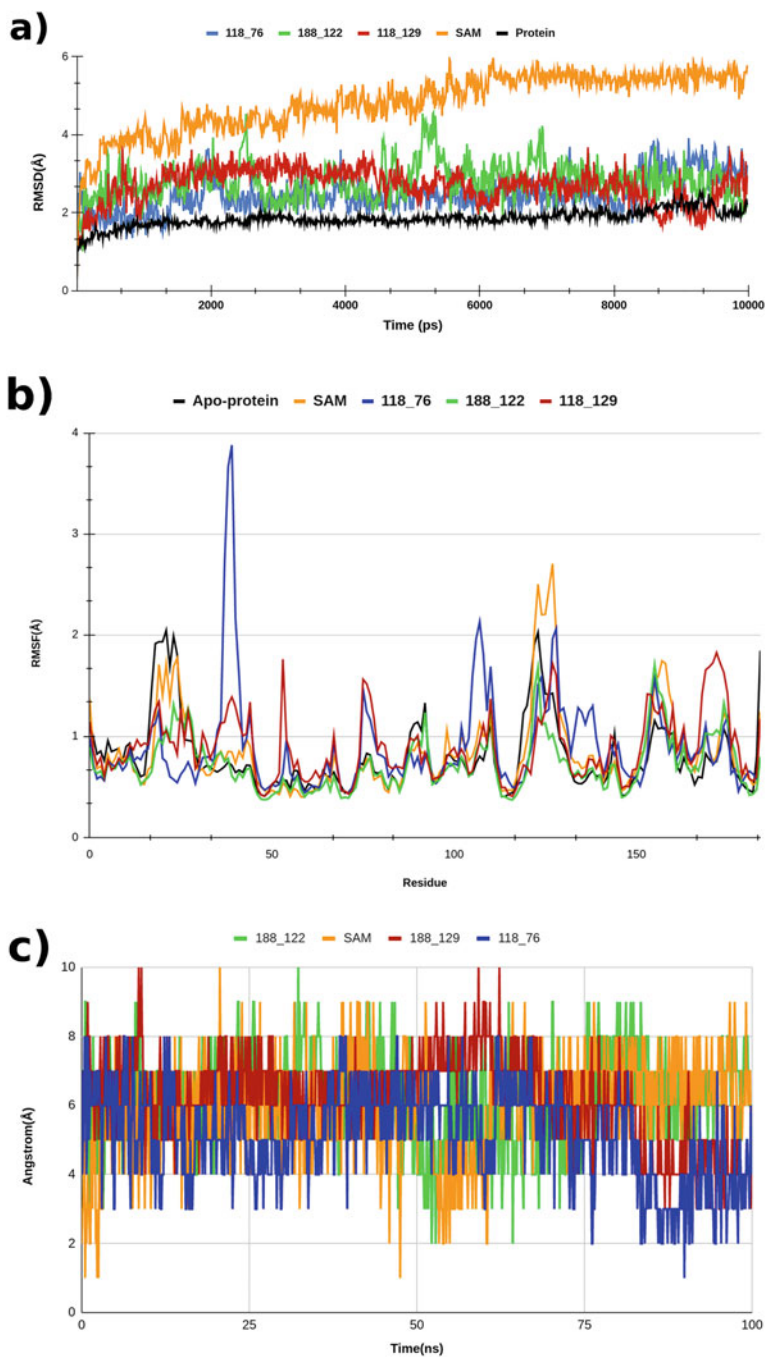 a)
118_76 188_122 118_129 SAM Protein
6
4
2
0
RMSD(Å)
2000 4000 6000 8000 10000
Time (ps)
b)
Apo-protein SAM 118_76 188_122 118_129
4
3
2
1
0
RMSF(Å)
0 50 100 150
Residue
c)
188_122 SAM 188_129 118_76
10
8
6
4
2
0
Angstrom(Å)
0 25 50 75 100
Time(ns)